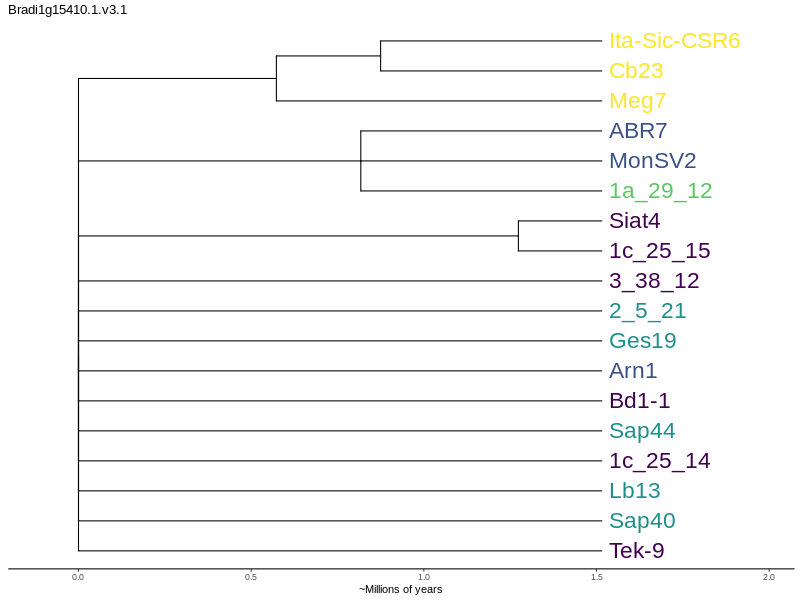 Bradi1g15410.1.v3.1
Ita-Sic-CSR6
Cb23
Meg7
ABR7
MonSV2
1a_29_12
Siat4
1c_25_15
3_38_12
2_5_21
Ges19
Arn1
Bd1-1
Sap44
1c_25_14
Lb13
Sap40
Tek-9
0.0 0.5 1.0 1.5 2.0
~Millions of years